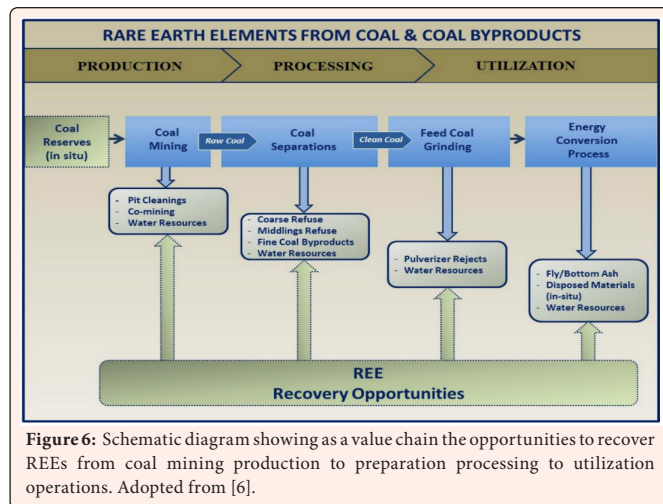 RARE EARTH ELEMENTS FROM COAL & COAL BYPRODUCTS
PRODUCTION
PROCESSING
UTILIZATION
Coal
Reserves
(in situ)
Coal
Mining
Raw Coal
Coal
Separations
Clean Coal
Feed Coal
Grinding
Energy
Conversion
Process
- Pit Cleanings
- Co-mining
- Water Resources
- Coarse Refuse
- Middlings Refuse
- Fine Coal Byproducts
- Water Resources
- Pulverizer Rejects
- Water Resources
- Fly/Bottom Ash
- Disposed Materials
(in-situ)
- Water Resources
REE
Recovery Opportunities
Figure 6: Schematic diagram showing as a value chain the opportunities to recover
REEs from coal mining production to preparation processing to utilization
operations. Adopted from [6].